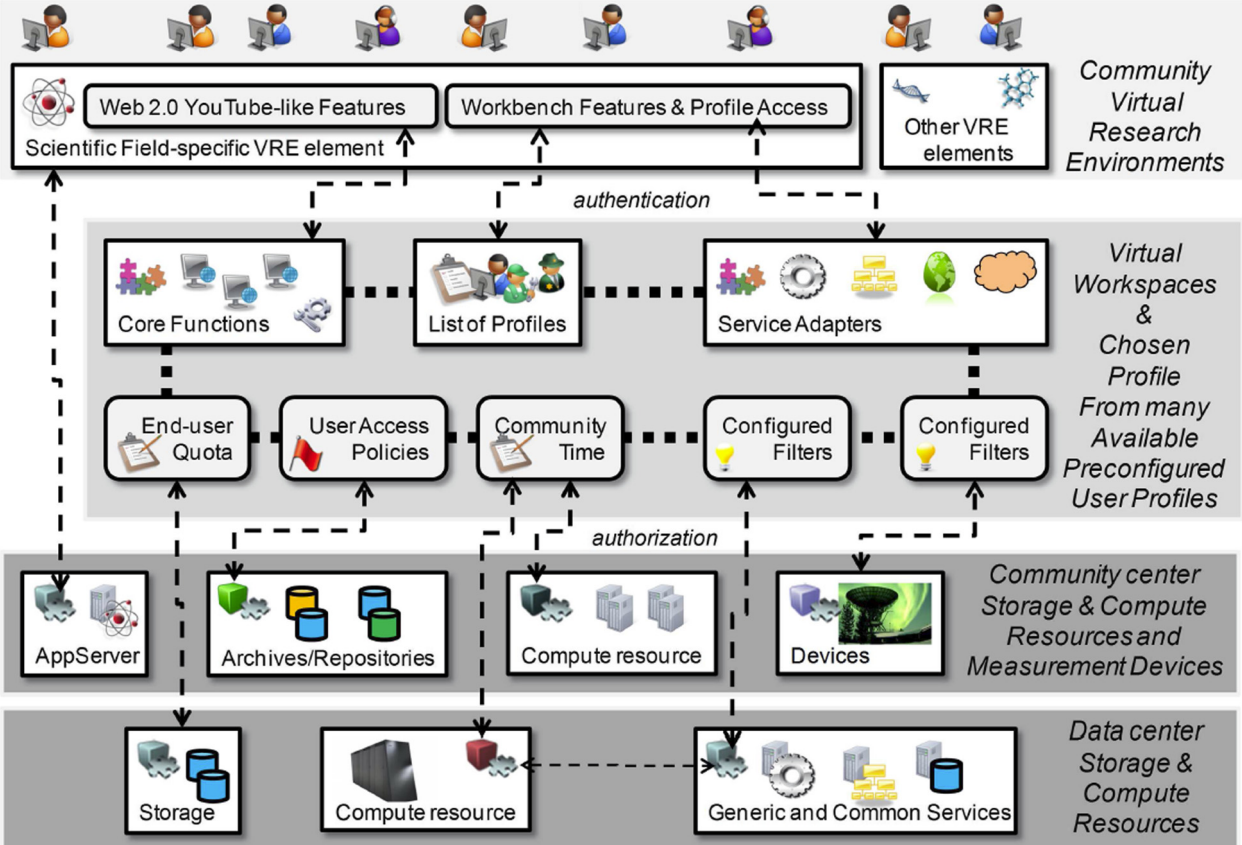 Web 2.0 YouTube-like Features
Workbench Features & Profile Access
Scientific Field-specific VRE element
Other VRE
elements
Community
Virtual
Research
Environments
authentication
Core Functions
List of Profiles
Service Adapters
Virtual
Workspaces
&
Chosen
Profile
From many
Available
Preconfigured
User Profiles
End-user
Quota
User Access
Policies
Community
Time
Configured
Filters
Configured
Filters
authorization
AppServer
Archives/Repositories
Compute resource
Devices
Community center
Storage & Compute
Resources and
Measurement Devices
Storage
Compute resource
Generic and Common Services
Data center
Storage &
Compute
Resources